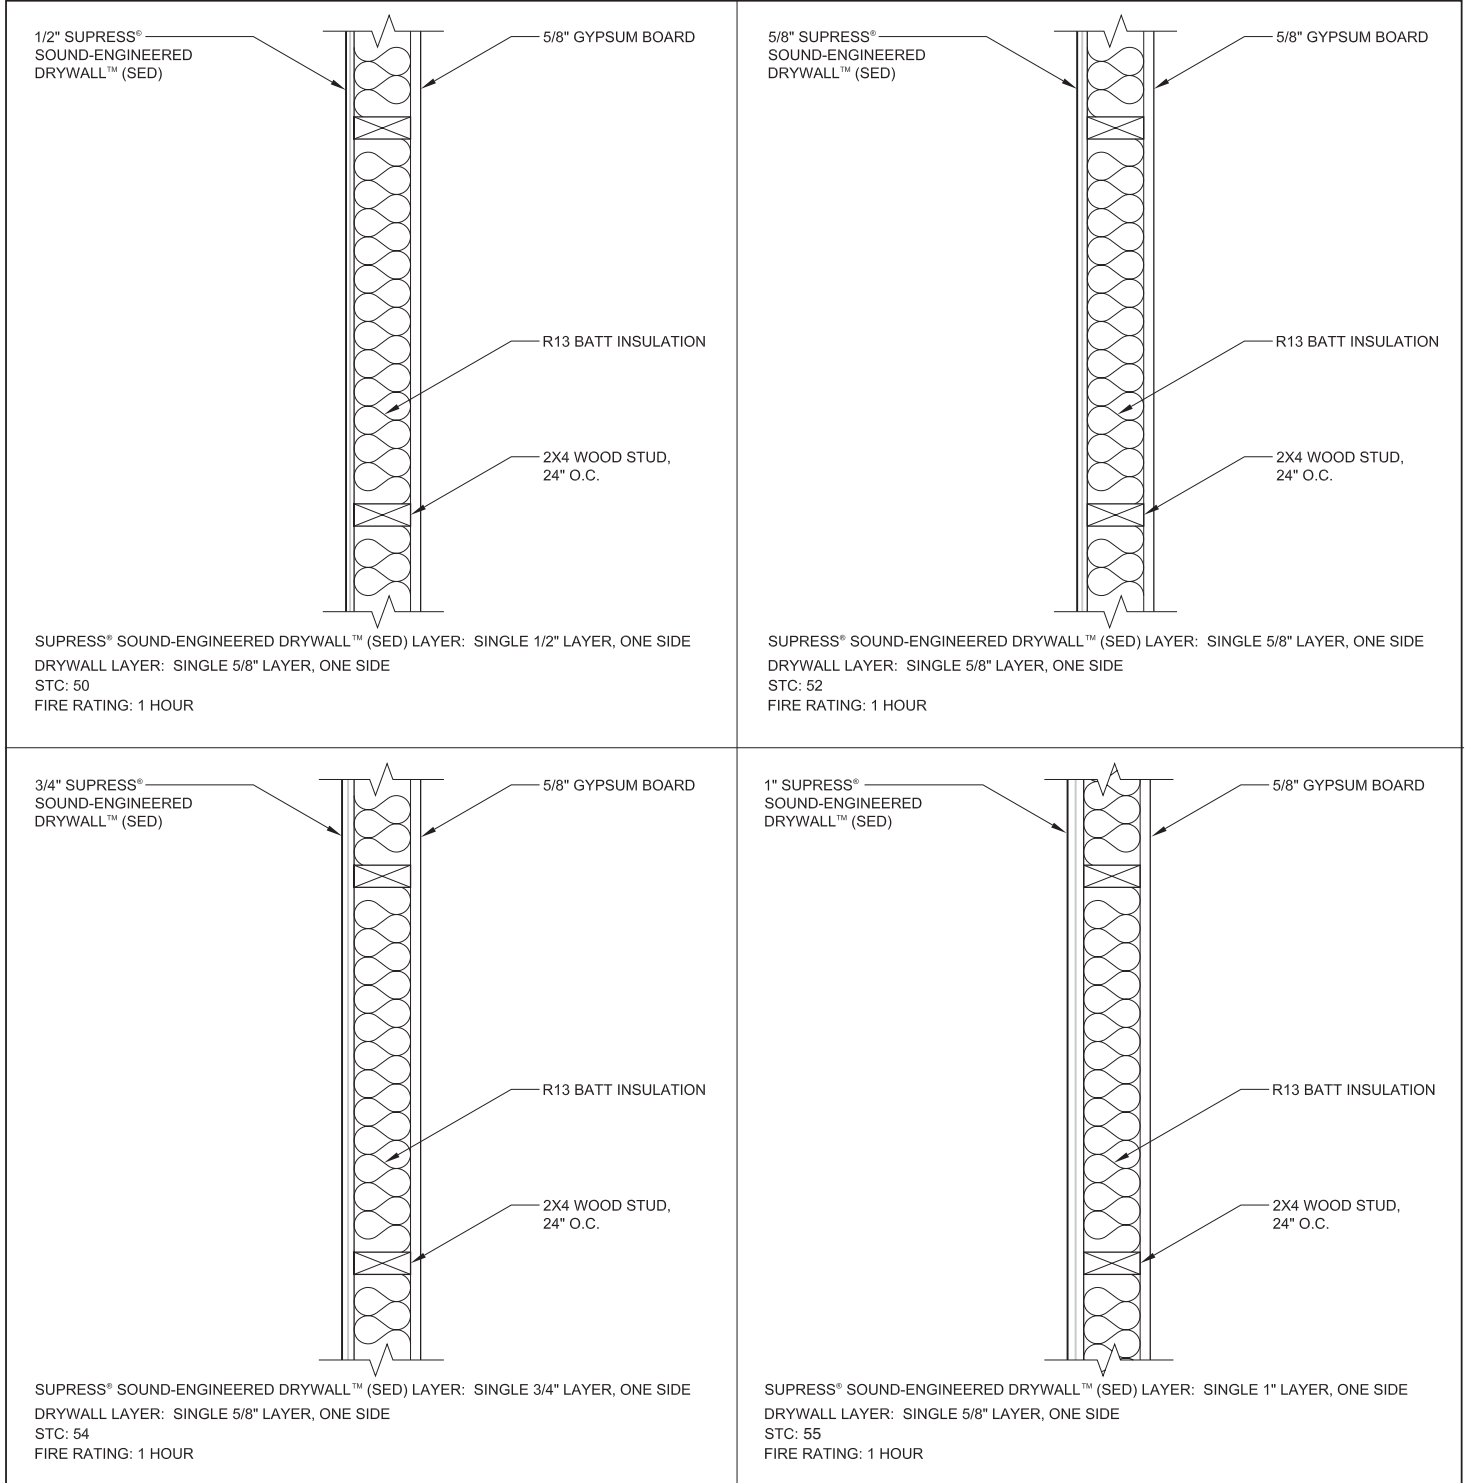 1/2" SUPRESS®
SOUND-ENGINEERED
DRYWALL™ (SED)
5/8" GYPSUM BOARD
R13 BATT INSULATION
2X4 WOOD STUD,
24" O.C.
SUPRESS® SOUND-ENGINEERED DRYWALL™ (SED) LAYER: SINGLE 1/2" LAYER, ONE SIDE
DRYWALL LAYER: SINGLE 5/8" LAYER, ONE SIDE
STC: 50
FIRE RATING: 1 HOUR
5/8" SUPRESS®
SOUND-ENGINEERED
DRYWALL™ (SED)
5/8" GYPSUM BOARD
R13 BATT INSULATION
2X4 WOOD STUD,
24" O.C.
SUPRESS® SOUND-ENGINEERED DRYWALL™ (SED) LAYER: SINGLE 5/8" LAYER, ONE SIDE
DRYWALL LAYER: SINGLE 5/8" LAYER, ONE SIDE
STC: 52
FIRE RATING: 1 HOUR
3/4" SUPRESS®
SOUND-ENGINEERED
DRYWALL™ (SED)
5/8" GYPSUM BOARD
R13 BATT INSULATION
2X4 WOOD STUD,
24" O.C.
SUPRESS® SOUND-ENGINEERED DRYWALL™ (SED) LAYER: SINGLE 3/4" LAYER, ONE SIDE
DRYWALL LAYER: SINGLE 5/8" LAYER, ONE SIDE
STC: 54
FIRE RATING: 1 HOUR
1" SUPRESS®
SOUND-ENGINEERED
DRYWALL™ (SED)
5/8" GYPSUM BOARD
R13 BATT INSULATION
2X4 WOOD STUD,
24" O.C.
SUPRESS® SOUND-ENGINEERED DRYWALL™ (SED) LAYER: SINGLE 1" LAYER, ONE SIDE
DRYWALL LAYER: SINGLE 5/8" LAYER, ONE SIDE
STC: 55
FIRE RATING: 1 HOUR